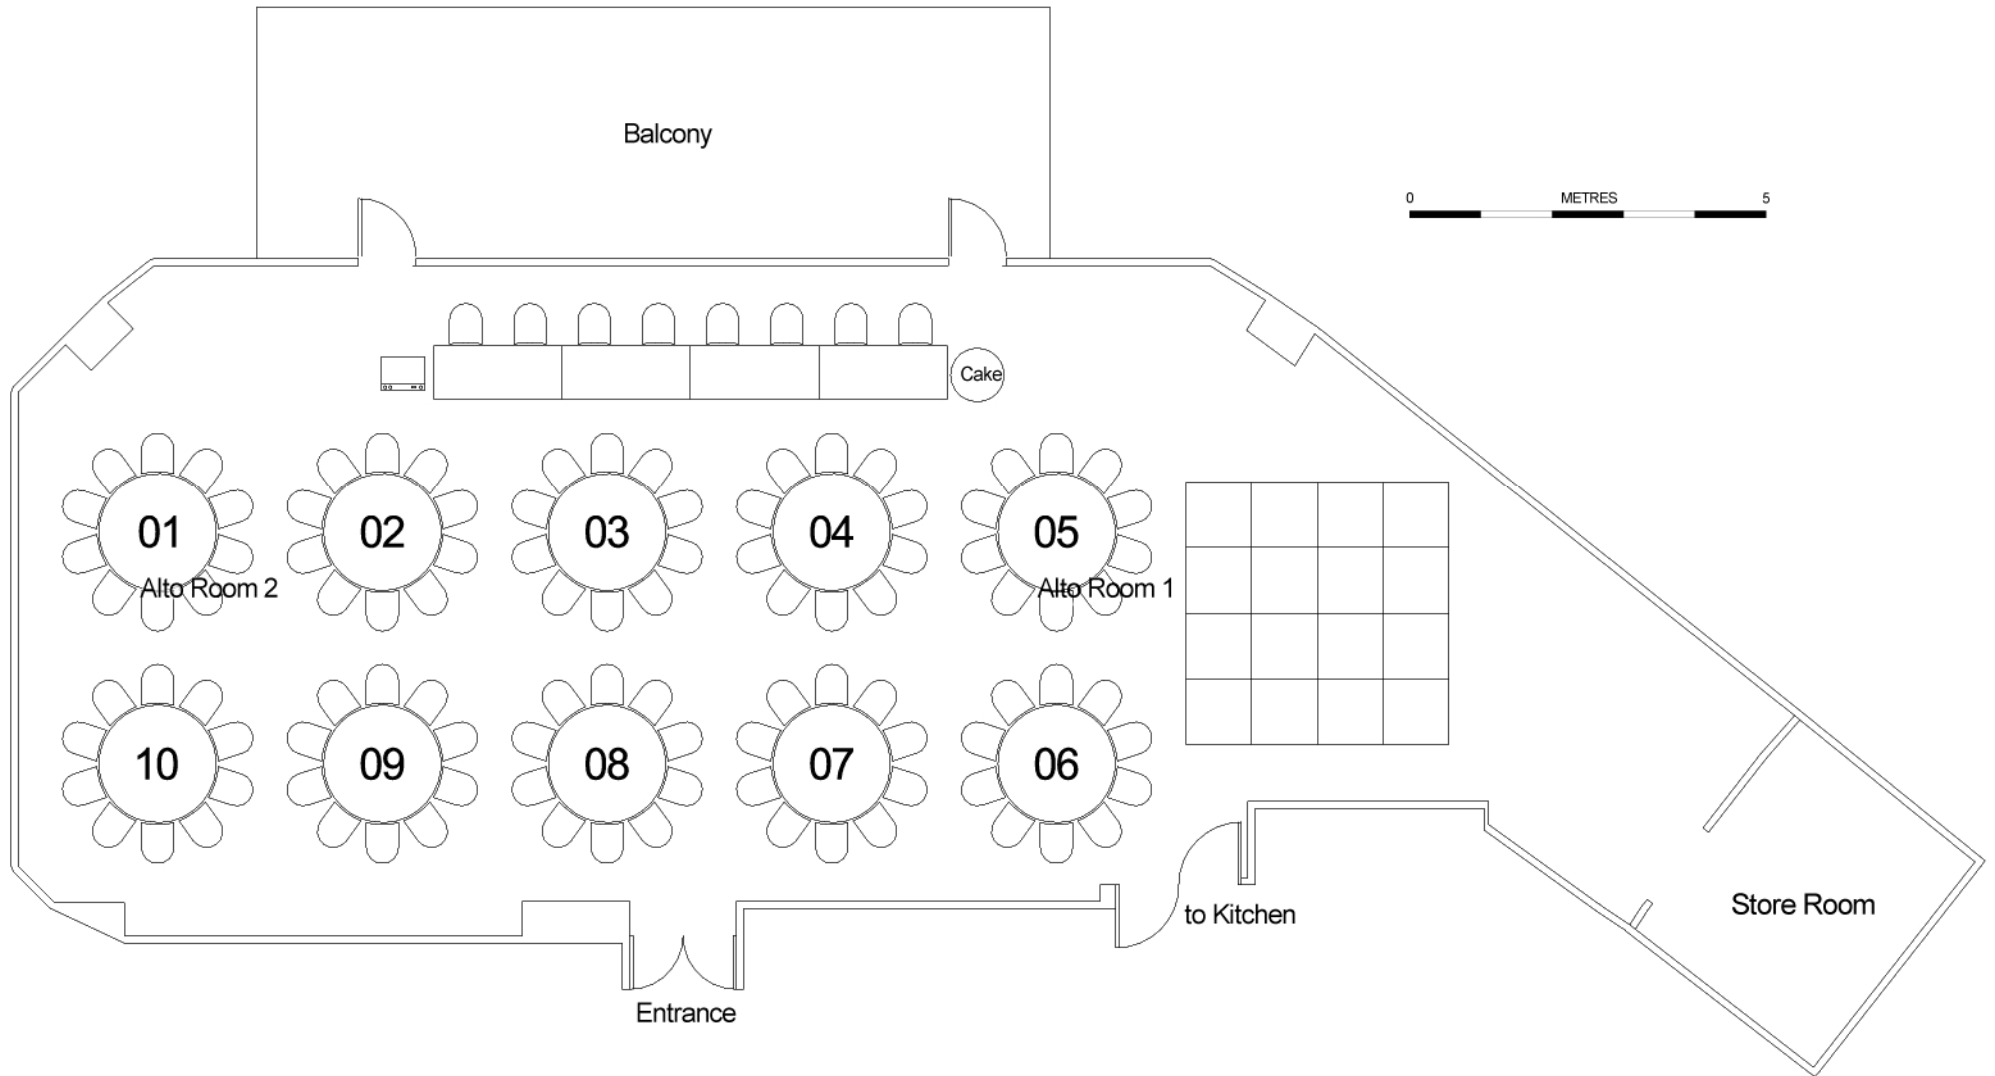 Balcony
0 METRES 5
Cake
01 02 03 04 05
Alto Room 2 Alto Room 1
10 09 08 07 06
to Kitchen
Store Room
Entrance